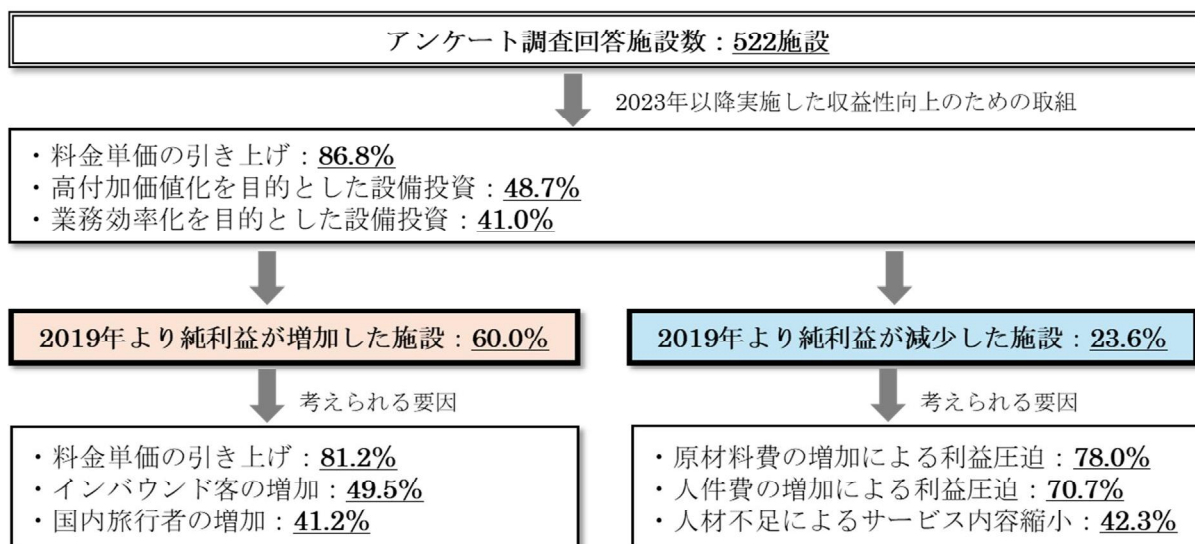 アンケート調査回答施設数：522施設
2023年以降実施した収益性向上のための取組
・料金単価の引き上げ：86.8%
・高付加価値化を目的とした設備投資：48.7%
・業務効率化を目的とした設備投資：41.0%
2019年より純利益が増加した施設：60.0%
2019年より純利益が減少した施設：23.6%
考えられる要因
考えられる要因
・料金単価の引き上げ：81.2%
・インバウンド客の増加：49.5%
・国内旅行者の増加：41.2%
・原材料費の増加による利益圧迫：78.0%
・人件費の増加による利益圧迫：70.7%
・人材不足によるサービス内容縮小：42.3%